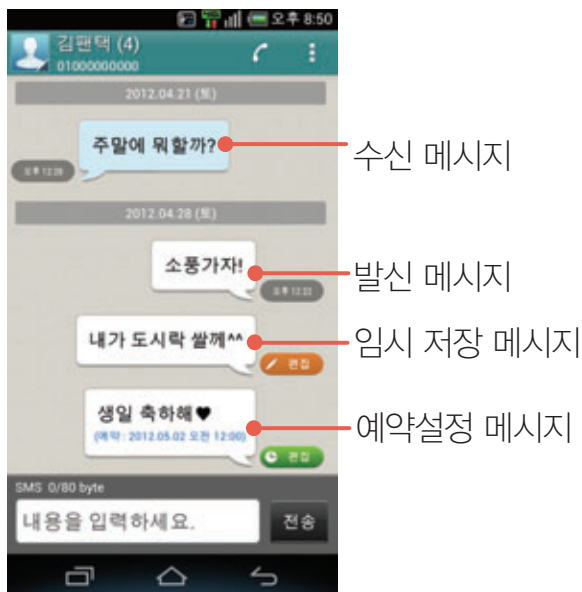 오후 8:50
김팬택 (4)
01000000000
2012.04.21 (토)
주말에 뭐할까?
수신 메시지
오후 12:28
2012.04.28 (토)
소풍가자!
발신 메시지
오후 12:22
내가 도시락 쌀께^^
임시 저장 메시지
편집
생일 축하해♥
(예약 : 2012.05.02 오전 12:00)
예약설정 메시지
편집
SMS 0/80 byte
내용을 입력하세요.
전송